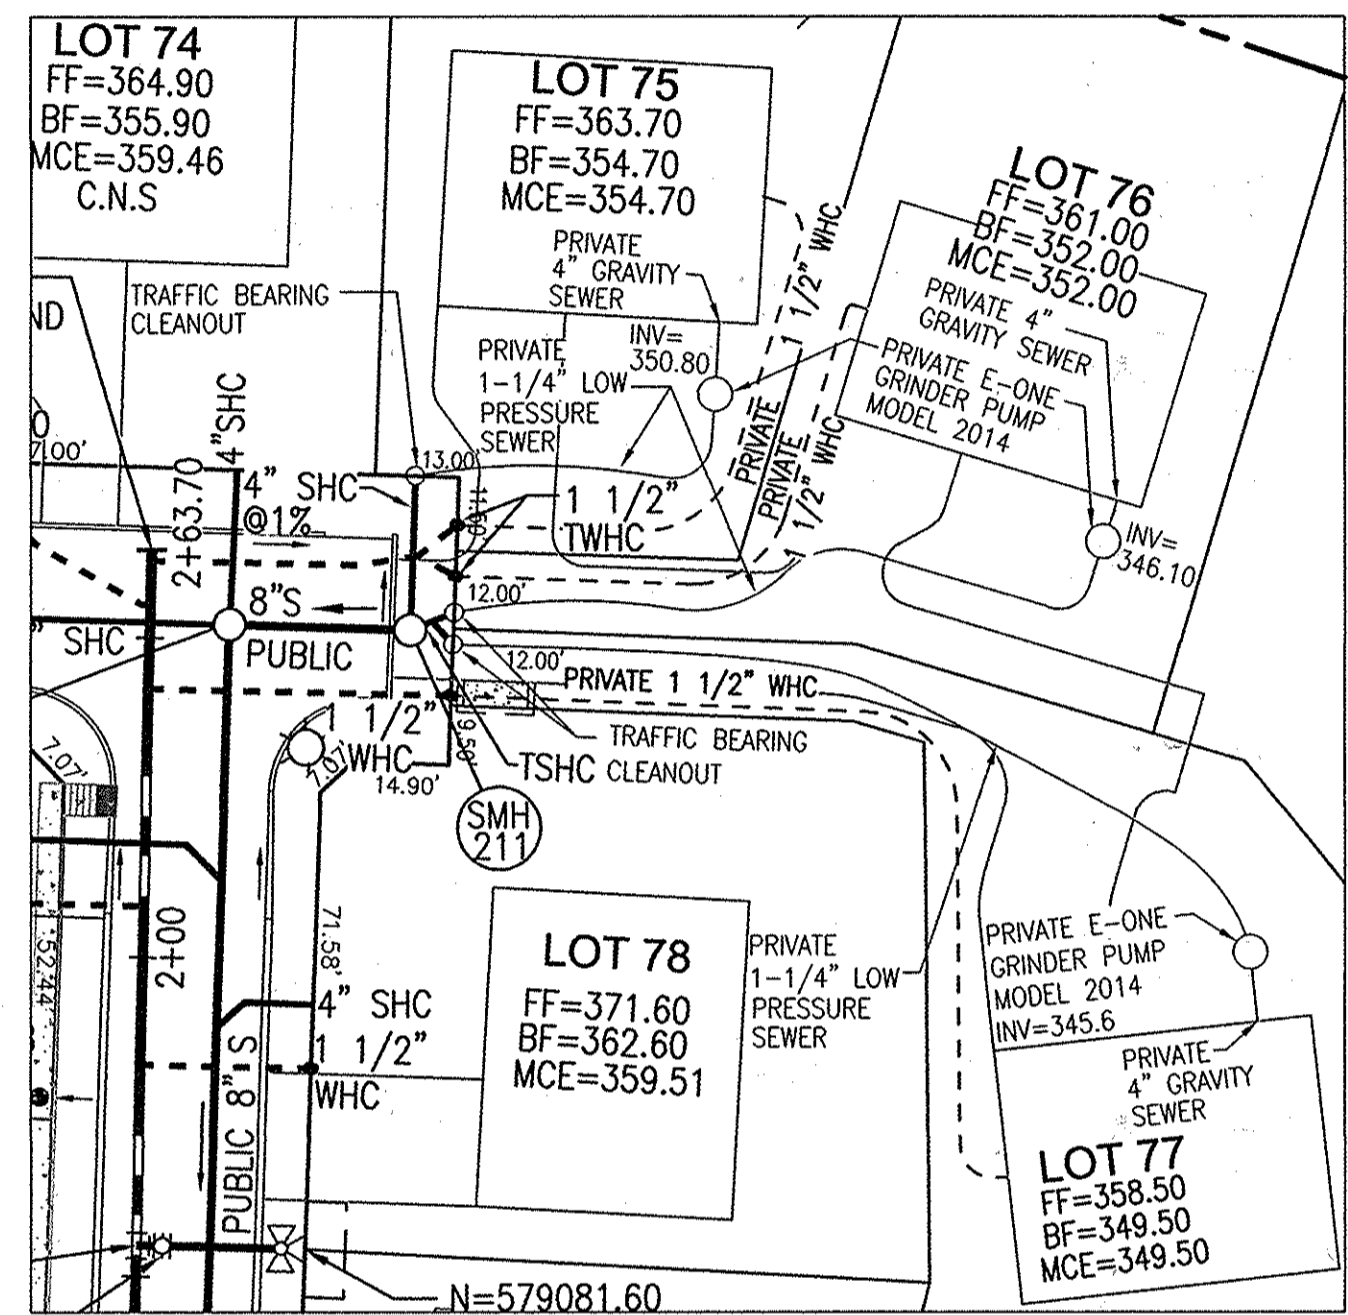 LOT 74
FF=364.90
BF=355.90
MCE=359.46
C.N.S
LOT 75
FF=363.70
BF=354.70
MCE=354.70
PRIVATE
4" GRAVITY
SEWER
INV=
350.80
LOT 76
FF=361.00
BF=352.00
MCE=352.00
PRIVATE 4"
GRAVITY SEWER
PRIVATE E-ONE
GRINDER PUMP
MODEL 2014
INV=
346.10
TRAFFIC BEARING
CLEANOUT
ND
0
7.00'
4"SHC
PRIVATE
1-1/4" LOW
PRESSURE
SEWER
PRIVATE 1 1/2" WHC
PRIVATE 1 1/2" WHC
2+63.70
4"
@1%
SHC
13.00'
11.50'
1 1/2"
TWHC
8"S
PUBLIC
" SHC
12.00'
12.00'
PRIVATE 1 1/2" WHC
1 1/2"
WHC
9.50'
14.90'
TRAFFIC BEARING
CLEANOUT
TSHC
SMH
211
7.07'
7.07'
71.58'
2+00
52.44'
4" SHC
1 1/2"
WHC
PUBLIC 8" S
LOT 78
FF=371.60
BF=362.60
MCE=359.51
PRIVATE
1-1/4" LOW
PRESSURE
SEWER
PRIVATE E-ONE
GRINDER PUMP
MODEL 2014
INV=345.6
PRIVATE
4" GRAVITY
SEWER
LOT 77
FF=358.50
BF=349.50
MCE=349.50
N=579081.60